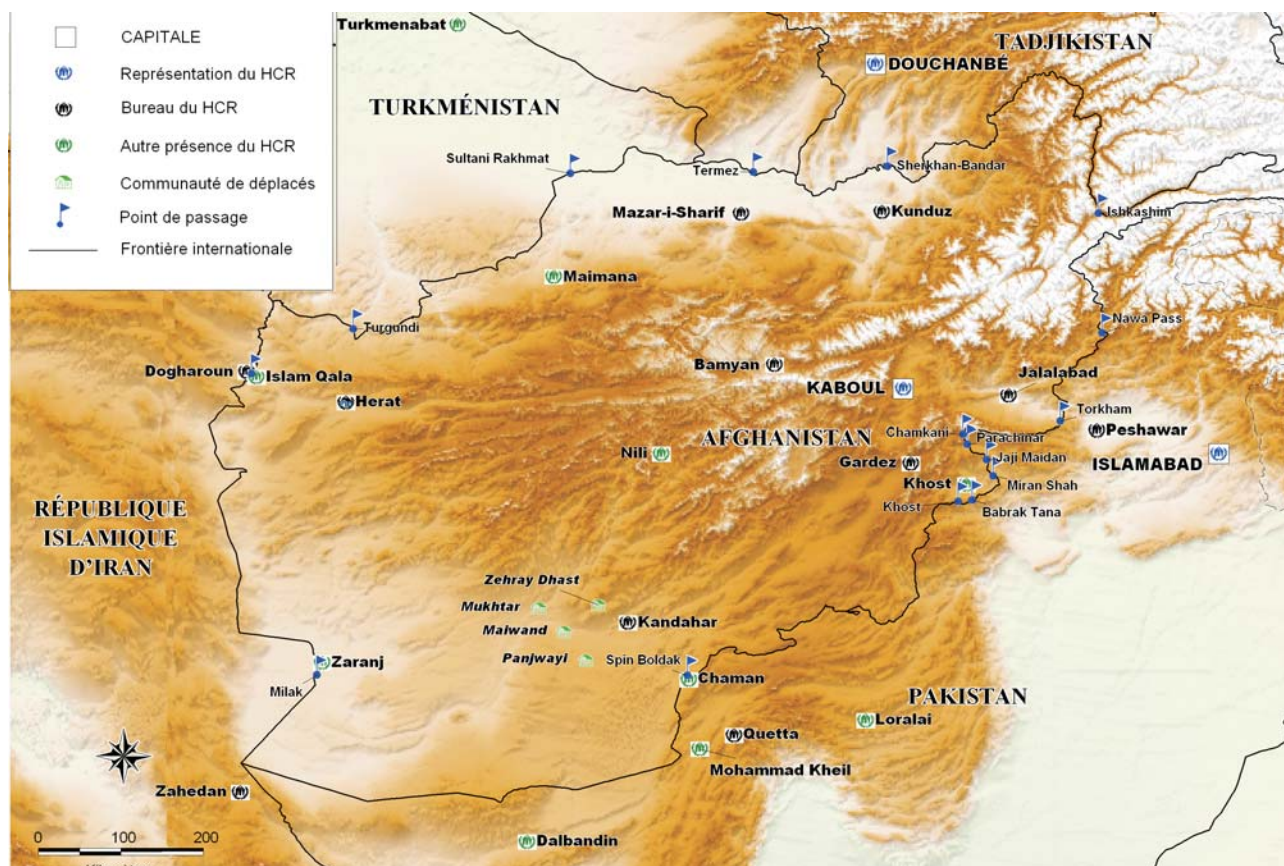 CAPITALE
Représentation du HCR
Bureau du HCR
Autre présence du HCR
Communauté de déplacés
Point de passage
Frontière internationale
Turkmenabat
TADJIKISTAN
DOUCHANBÉ
TURKMÉNISTAN
Sultani Rakhmat
Termez
Sherkhan-Bandar
Mazar-i-Sharif
Kunduz
Ishkashim
Maimana
Turgundi
Nawa Pass
Dogharoun
Islam Qala
Bamyan
KABOUL
Jalalabad
Herat
Torkham
Peshawar
Chamkani
Parachinar
AFGHANISTAN
Nili
Gardez
Jaji Maidan
ISLAMABAD
Khost
Miran Shah
Khost
Babrak Tana
RÉPUBLIQUE
ISLAMIQUE
D'IRAN
Zehray Dhast
Mukhtar
Kandahar
Maiwand
Panjwayi
Spin Boldak
Zaranj
Milak
Chaman
PAKISTAN
Loralai
Quetta
Mohammad Kheil
Zahedan
0 100 200
Dalbandin